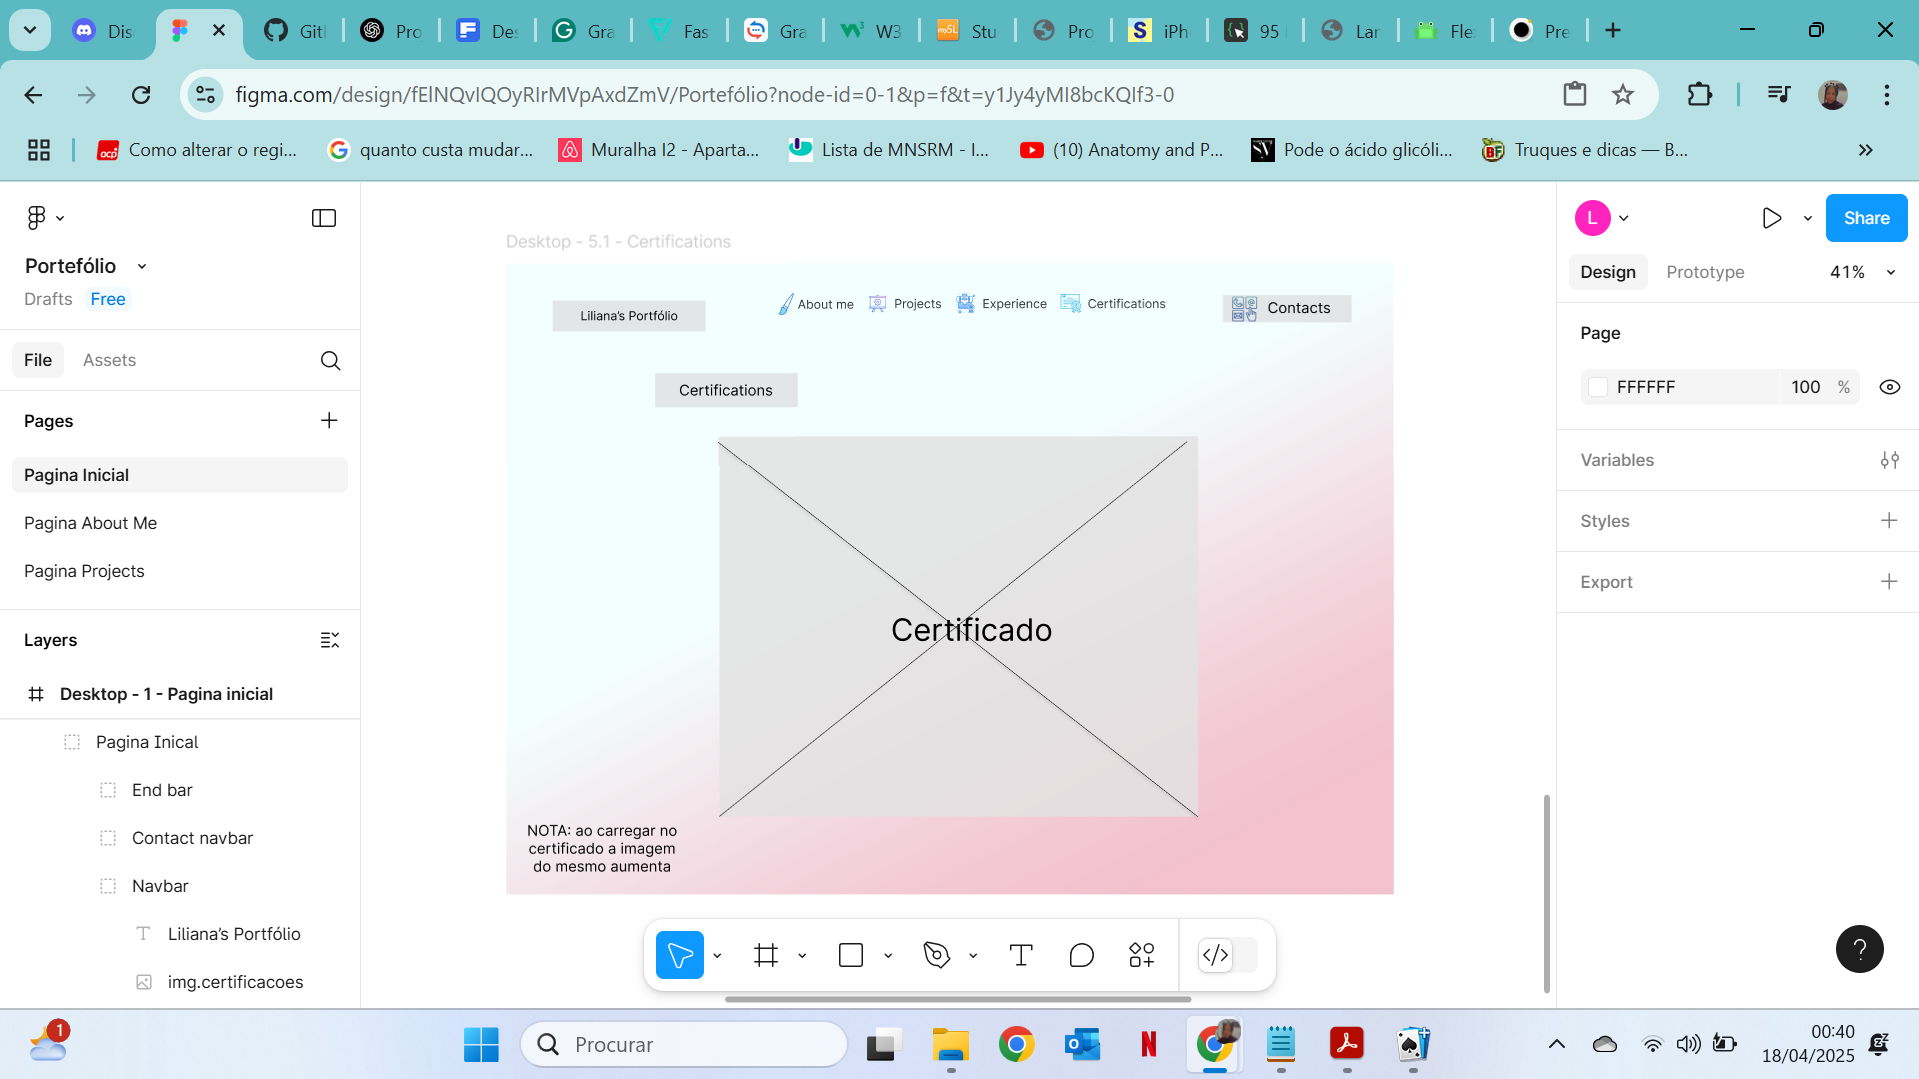 Dis
Git
Pro
Des
Gra
Fas
Gra
W3
Stu
Pro
iPh
95
Lar
Fle
Pre
figma.com/design/fElNQvIQOyRIrMVpAxdZmV/Portefólio?node-id=0-1&p=f&t=y1Jy4yMI8bcKQIf3-0
Como alterar o regi...
quanto custa mudar...
Muralha I2 - Aparta...
Lista de MNSRM - I...
(10) Anatomy and P...
Pode o ácido glicóli...
Truques e dicas — B...
Portefólio
Drafts Free
File Assets
Pages
Pagina Inicial
Pagina About Me
Pagina Projects
Layers
Desktop - 1 - Pagina inicial
Pagina Inical
End bar
Contact navbar
Navbar
Liliana’s Portfólio
img.certificacoes
Desktop - 5.1 - Certifications
Liliana’s Portfólio
About me
Projects
Experience
Certifications
Contacts
Certifications
Certificado
NOTA: ao carregar no
certificado a imagem
do mesmo aumenta
L
Share
Design Prototype 41%
Page
FFFFFF 100 %
Variables
Styles
Export
?
1
Procurar
00:40
18/04/2025